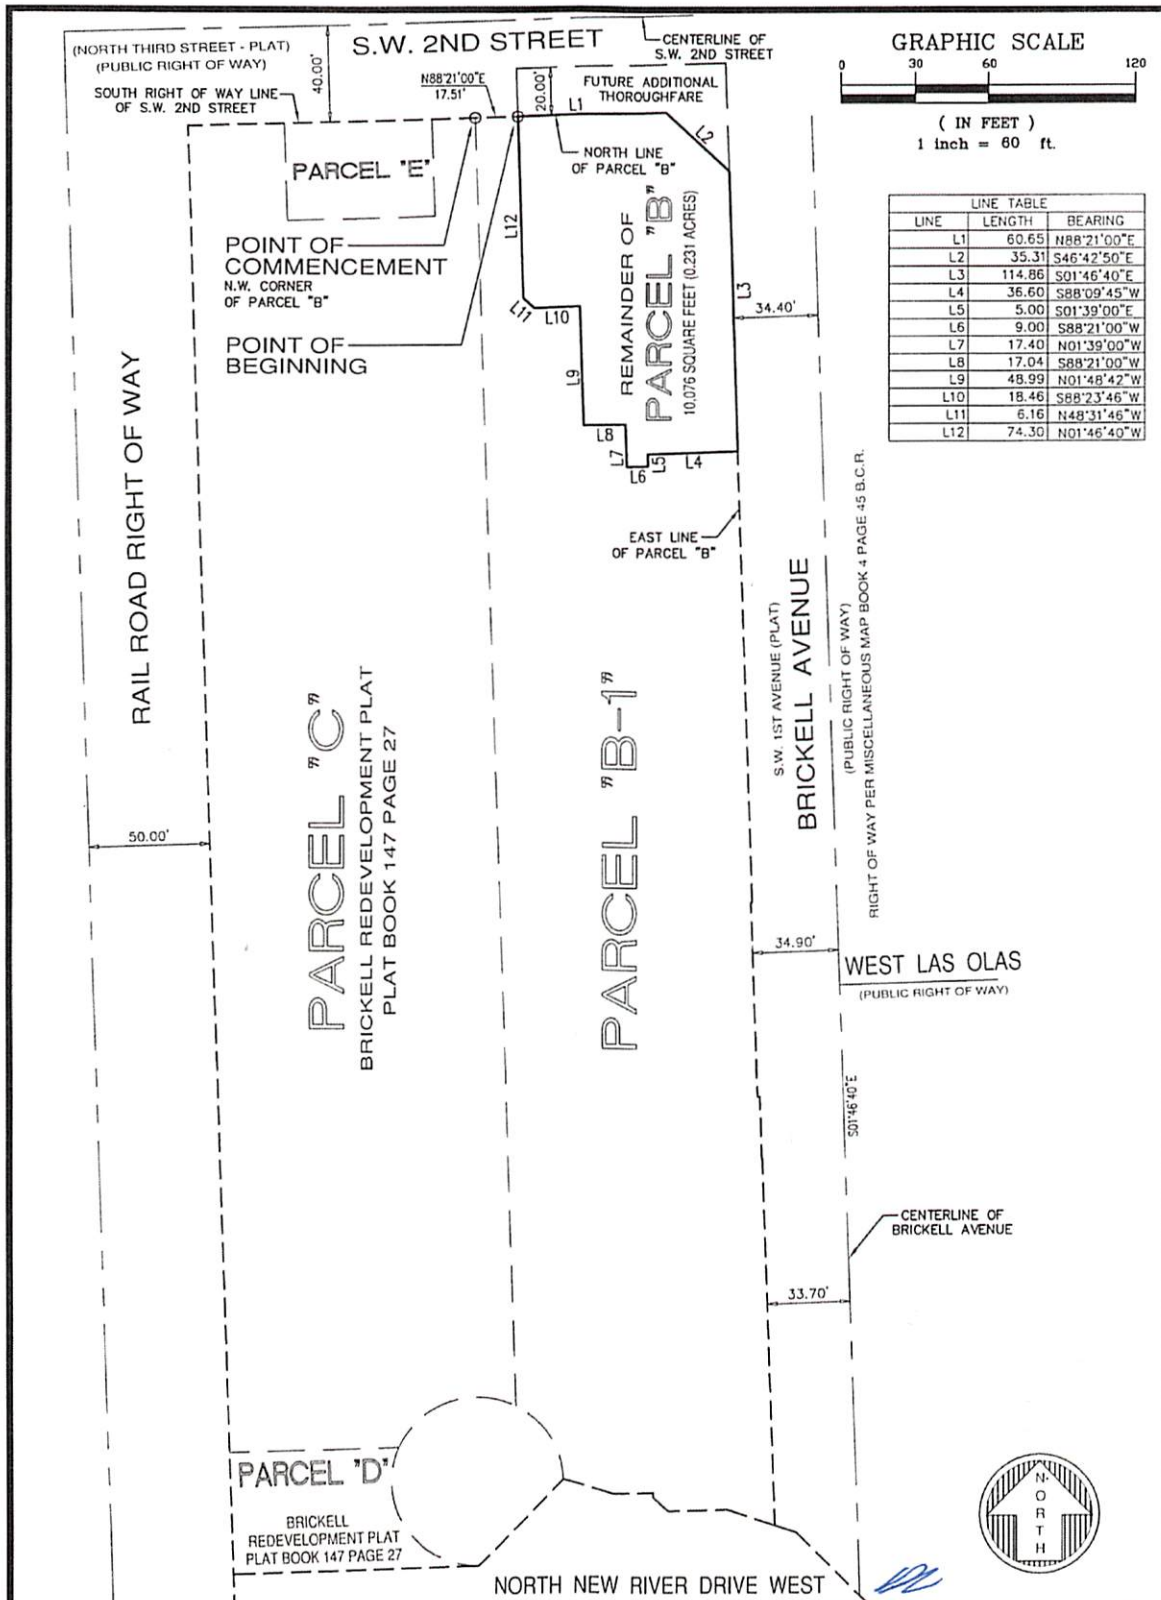 (NORTH THIRD STREET - PLAT)
(PUBLIC RIGHT OF WAY)
S.W. 2ND STREET
CENTERLINE OF
S.W. 2ND STREET
40.00'
SOUTH RIGHT OF WAY LINE
OF S.W. 2ND STREET
N88°21'00"E
17.51'
20.00'
FUTURE ADDITIONAL
THOROUGHFARE
L1
L2
NORTH LINE
OF PARCEL "B"
PARCEL "E"
GRAPHIC SCALE
0 30 60 120
( IN FEET )
1 inch = 60 ft.
LINE TABLE
LINE LENGTH BEARING
L1 60.65 N88°21'00"E
L2 35.31 S46°42'50"E
L3 114.86 S01°46'40"E
L4 36.60 S88°09'45"W
L5 5.00 S01°39'00"E
L6 9.00 S88°21'00"W
L7 17.40 N01°39'00"W
L8 17.04 S88°21'00"W
L9 48.99 N01°48'42"W
L10 18.46 S88°23'46"W
L11 6.16 N48°31'46"W
L12 74.30 N01°46'40"W
POINT OF
COMMENCEMENT
N.W. CORNER
OF PARCEL "B"
POINT OF
BEGINNING
L12
L11
L10
L9
L8
L7
L6
L5
L4
L3
REMAINDER OF
PARCEL "B"
10,076 SQUARE FEET (0.231 ACRES)
34.40'
EAST LINE
OF PARCEL "B"
RAIL ROAD RIGHT OF WAY
50.00'
PARCEL "C"
BRICKELL REDEVELOPMENT PLAT
PLAT BOOK 147 PAGE 27
PARCEL "B-1"
S.W. 1ST AVENUE (PLAT)
BRICKELL AVENUE
(PUBLIC RIGHT OF WAY)
RIGHT OF WAY PER MISCELLANEOUS MAP BOOK 4 PAGE 45 B.C.R.
34.90'
WEST LAS OLAS
(PUBLIC RIGHT OF WAY)
S01°46'40"E
CENTERLINE OF
BRICKELL AVENUE
33.70'
PARCEL "D"
BRICKELL
REDEVELOPMENT PLAT
PLAT BOOK 147 PAGE 27
NORTH NEW RIVER DRIVE WEST
NORTH